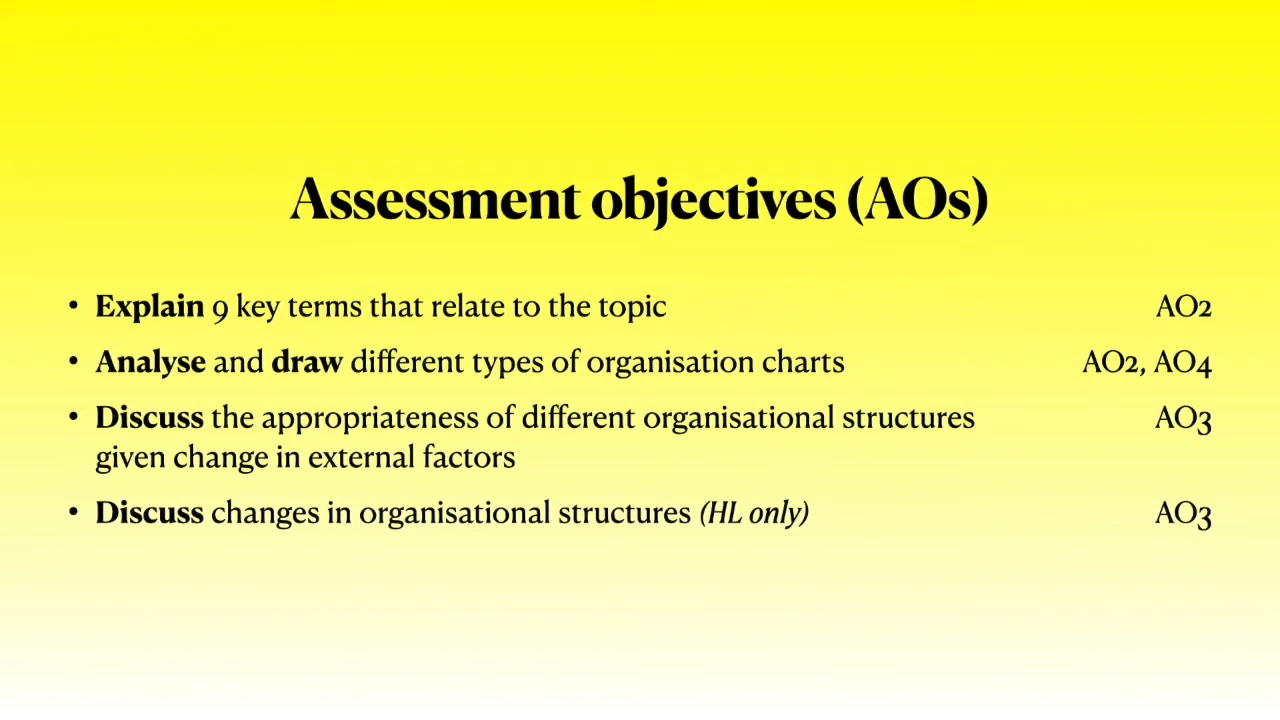 Assessment objectives (AOs)
• Explain 9 key terms that relate to the topic AO2
• Analyse and draw different types of organisation charts AO2, AO4
• Discuss the appropriateness of different organisational structures AO3
given change in external factors
• Discuss changes in organisational structures (HL only) AO3